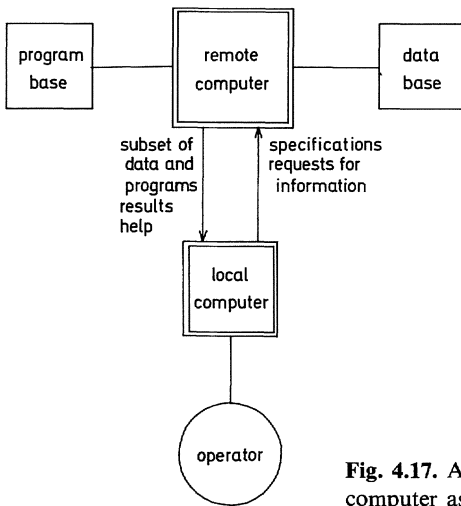 program
base
remote
computer
data
base
subset of
data and
programs
results
help
specifications
requests for
information
local
computer
operator
Fig. 4.17. A
computer as